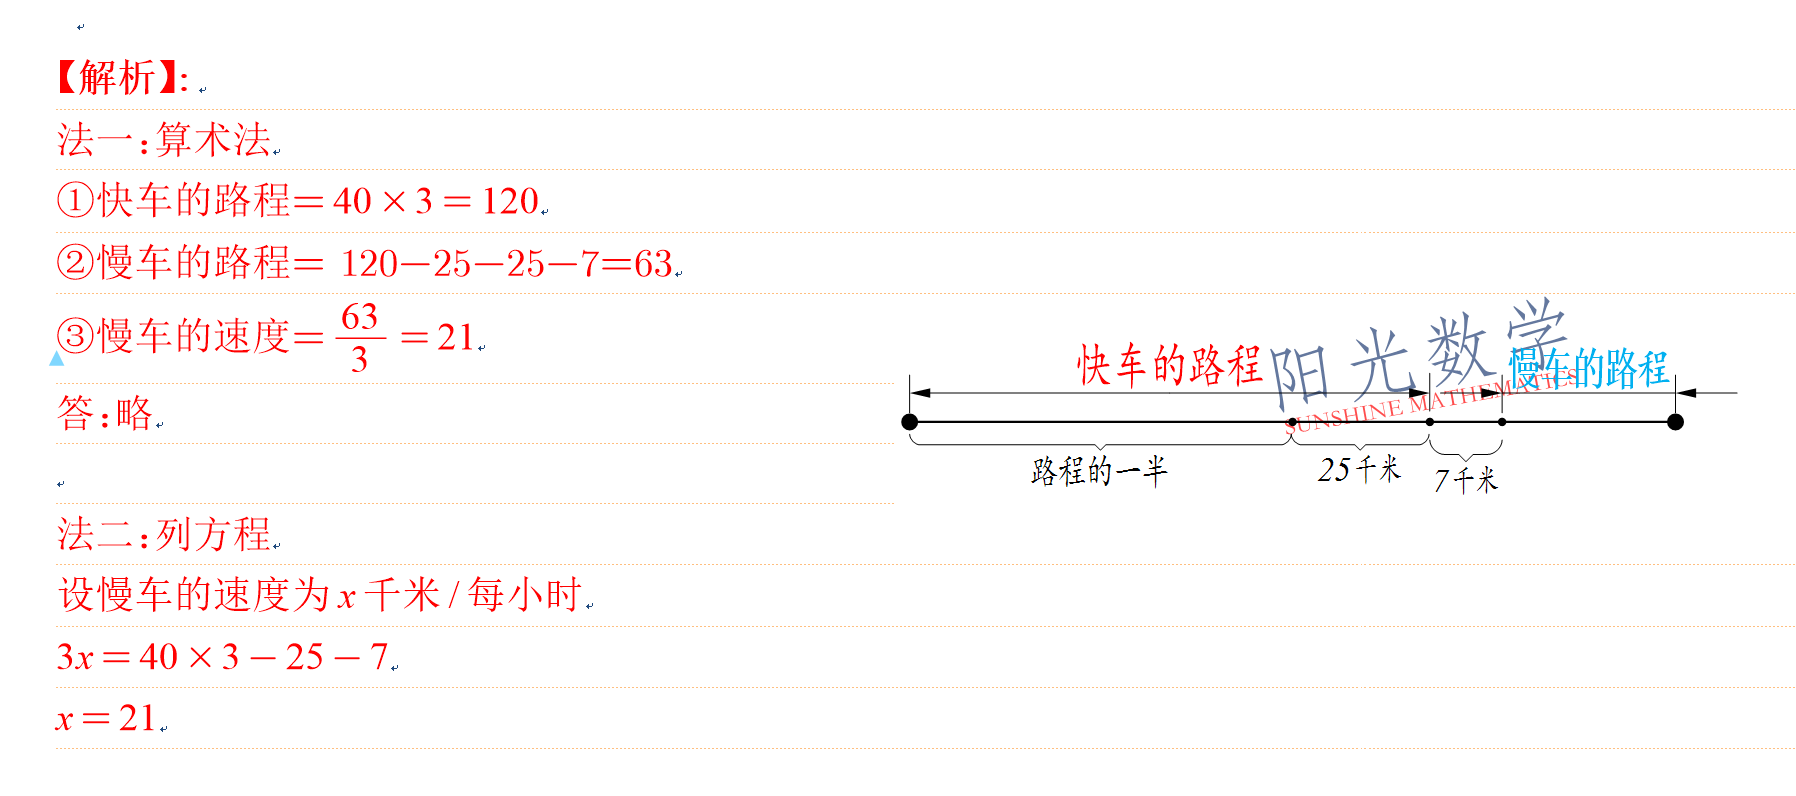 【解析】:
法一:算术法
①快车的路程=40×3=120
②慢车的路程= 120-25-25-7=63
③慢车的速度=63/3=21
答:略
快车的路程
阳光数学
SUNSHINE MATHEMATICS
慢车的路程
路程的一半
25千米
7千米
法二:列方程
设慢车的速度为x千米/每小时
3x=40×3-25-7
x=21